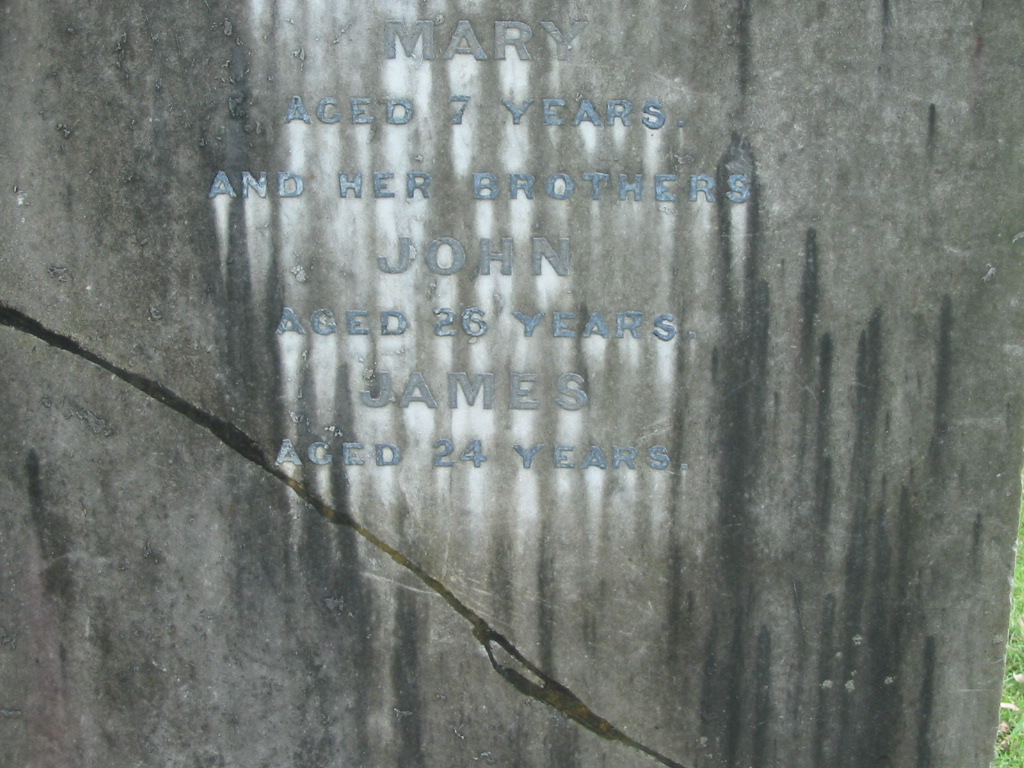 MARY
AGED 7 YEARS.
AND HER BROTHERS
JOHN
AGED 26 YEARS.
JAMES
AGED 24 YEARS.